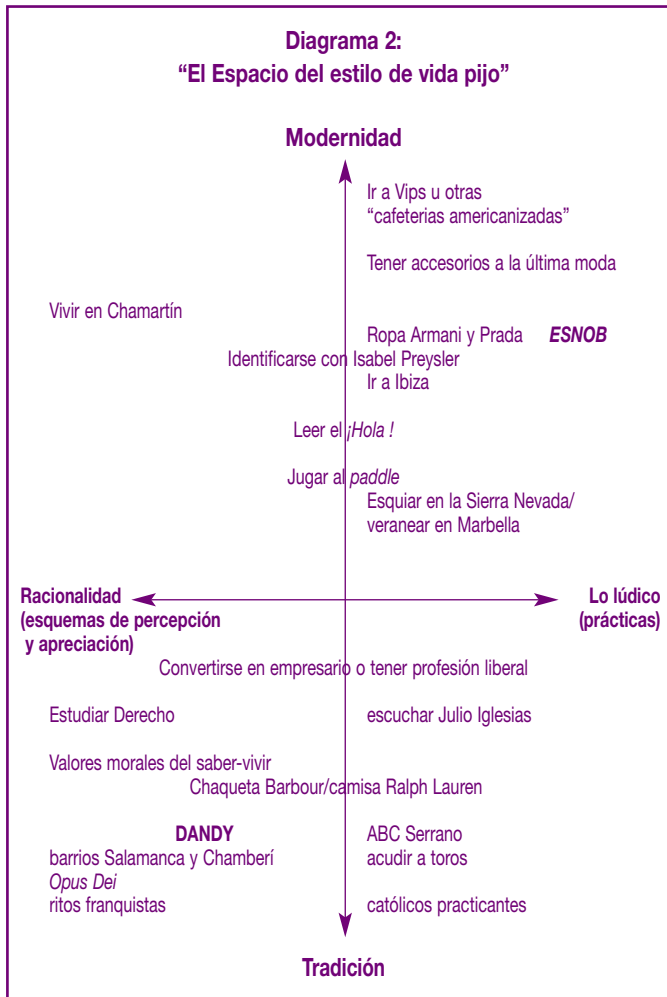 Diagrama 2:
“El Espacio del estilo de vida pijo”
Modernidad
Ir a Vips u otras
“cafeterias americanizadas”
Tener accesorios a la última moda
Vivir en Chamartín
Ropa Armani y Prada ESNOB
Identificarse con Isabel Preysler
Ir a Ibiza
Leer el ¡Hola !
Jugar al paddle
Esquiar en la Sierra Nevada/
veranear en Marbella
Racionalidad
(esquemas de percepción
y apreciación)
Lo lúdico
(prácticas)
Convertirse en empresario o tener profesión liberal
Estudiar Derecho
escuchar Julio Iglesias
Valores morales del saber-vivir
Chaqueta Barbour/camisa Ralph Lauren
DANDY
barrios Salamanca y Chamberí
Opus Dei
ritos franquistas
ABC Serrano
acudir a toros
católicos practicantes
Tradición